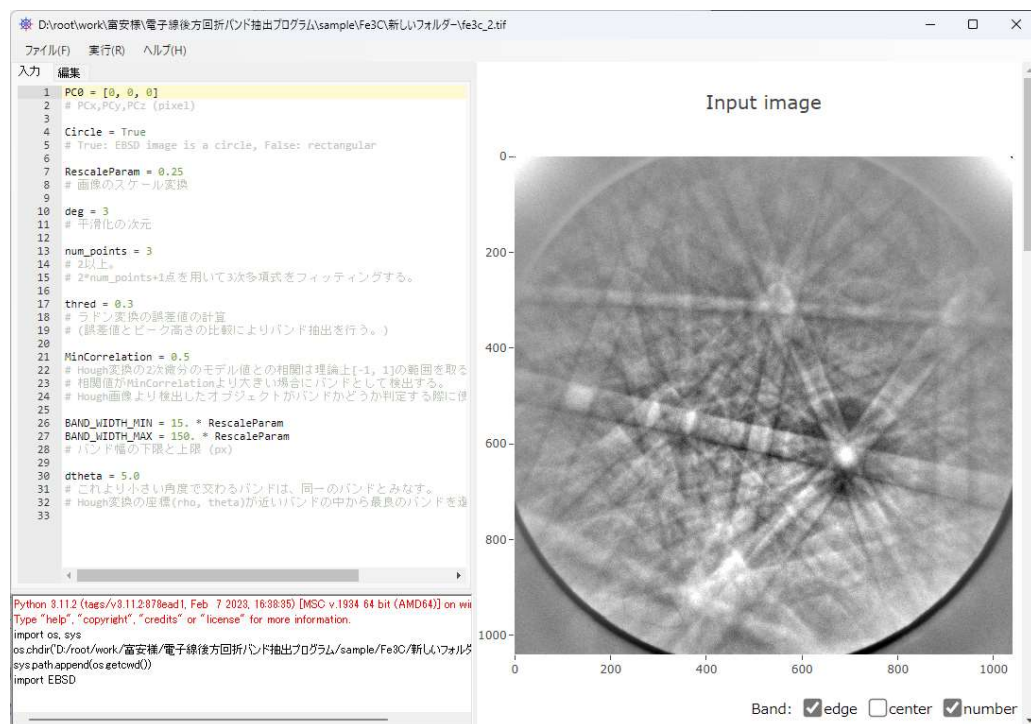 D:\root\work\富安様\電子線後方回折バンド抽出プログラム\sample\Fe3C\新しいフォルダー\fe3c_2.tif
ファイル(F) 実行(R) ヘルプ(H)
入力 編集
1 PC0 = [0, 0, 0]
2 # PCx,PCy,PCz (pixel)
3
4 Circle = True
5 # True: EBSD image is a circle, False: rectangular
6
7 RescaleParam = 0.25
8 # 画像のスケール変換
9
10 deg = 3
11 # 平滑化の次元
12
13 num_points = 3
14 # 2以上。
15 # 2*num_points+1点を用いて3次多項式をフィッティングする。
16
17 thred = 0.3
18 # ラドン変換の誤差値の計算
19 # (誤差値とピーク高さの比較によりバンド抽出を行う。)
20
21 MinCorrelation = 0.5
22 # Hough変換の2次微分のモデル値との相関は理論上[-1, 1]の範囲を取る
23 # 相関値がMinCorrelationより大きい場合にバンドとして検出する。
24 # Hough画像より検出したオブジェクトがバンドかどうか判定する際に使
25
26 BAND_WIDTH_MIN = 15. * RescaleParam
27 BAND_WIDTH_MAX = 150. * RescaleParam
28 # バンド幅の下限と上限 (px)
29
30 dtheta = 5.0
31 # これより小さい角度で交わるバンドは、同一のバンドとみなす。
32 # Hough変換の座標(rho, theta)が近いバンドの中から最良のバンドを選
33
Python 3.11.2 (tags/v3.11.2:878ead1, Feb 7 2023, 16:38:35) [MSC v.1934 64 bit (AMD64)] on wi
Type "help", "copyright", "credits" or "license" for more information.
import os, sys
os.chdir('D:/root/work/富安様/電子線後方回折バンド抽出プログラム/sample/Fe3C/新しいフォルダ
sys.path.append(os.getcwd())
import EBSD
Input image
0
200
400
600
800
1000
0 200 400 600 800 1000
Band: edge center number